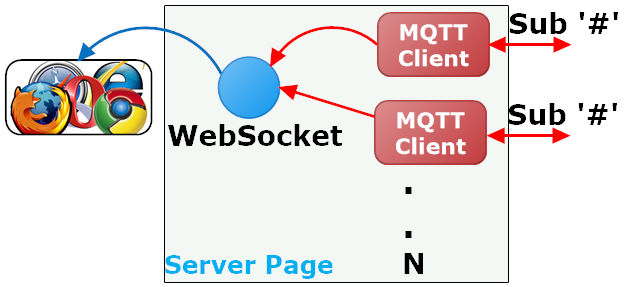 Sub '#'
MQTT
Client
Sub '#'
MQTT
Client
WebSocket
.
.
N
Server Page